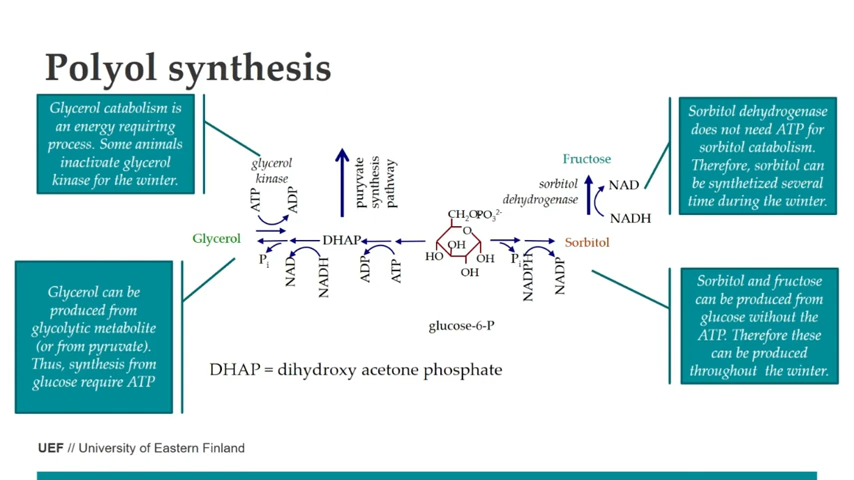 Polyol synthesis
Glycerol catabolism is
an energy requiring
process. Some animals
inactivate glycerol
kinase for the winter.
Sorbitol dehydrogenase
does not need ATP for
sorbitol catabolism.
Therefore, sorbitol can
be synthetized several
time during the winter.
glycerol
kinase
ATP
ADP
puryvate
synthesis
pathway
Fructose
sorbitol
dehydrogenase
NAD
NADH
Glycerol
DHAP
CH2OPO3 2-
O
OH
HO
OH
OH
Sorbitol
Pi
NAD
NADH
ADP
ATP
Pi
NADPH
NADP
glucose-6-P
Glycerol can be
produced from
glycolytic metabolite
(or from pyruvate).
Thus, synthesis from
glucose require ATP
Sorbitol and fructose
can be produced from
glucose without the
ATP. Therefore these
can be produced
throughout the winter.
DHAP = dihydroxy acetone phosphate
UEF // University of Eastern Finland